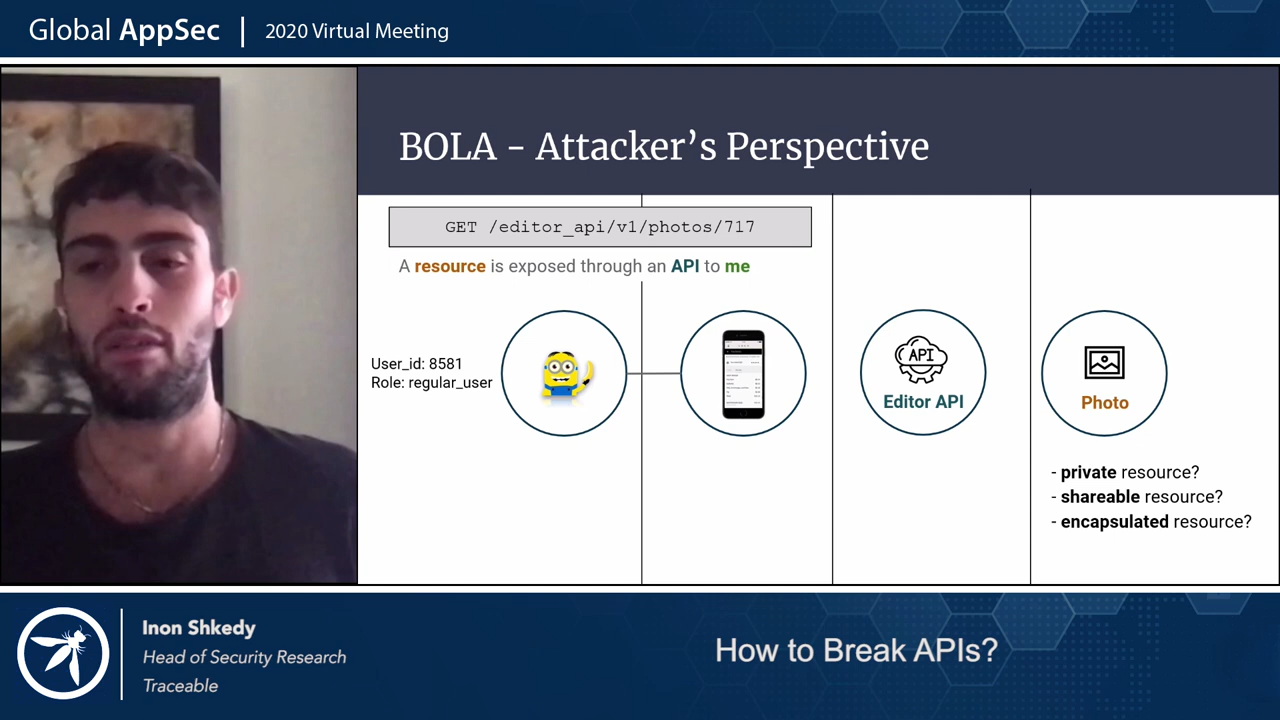 Global AppSec | 2020 Virtual Meeting
BOLA - Attacker's Perspective
GET /editor_api/v1/photos/717
A resource is exposed through an API to me
User_id: 8581
Role: regular_user
API
Editor API
Photo
- private resource?
- shareable resource?
- encapsulated resource?
Inon Shkedy
Head of Security Research
Traceable
How to Break APIs?